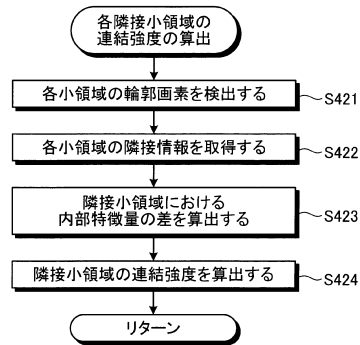 各隣接小領域の
連結強度の算出
各小領域の輪郭画素を検出する
S421
各小領域の隣接情報を取得する
S422
隣接小領域における
内部特徴量の差を算出する
S423
隣接小領域の連結強度を算出する
S424
リターン